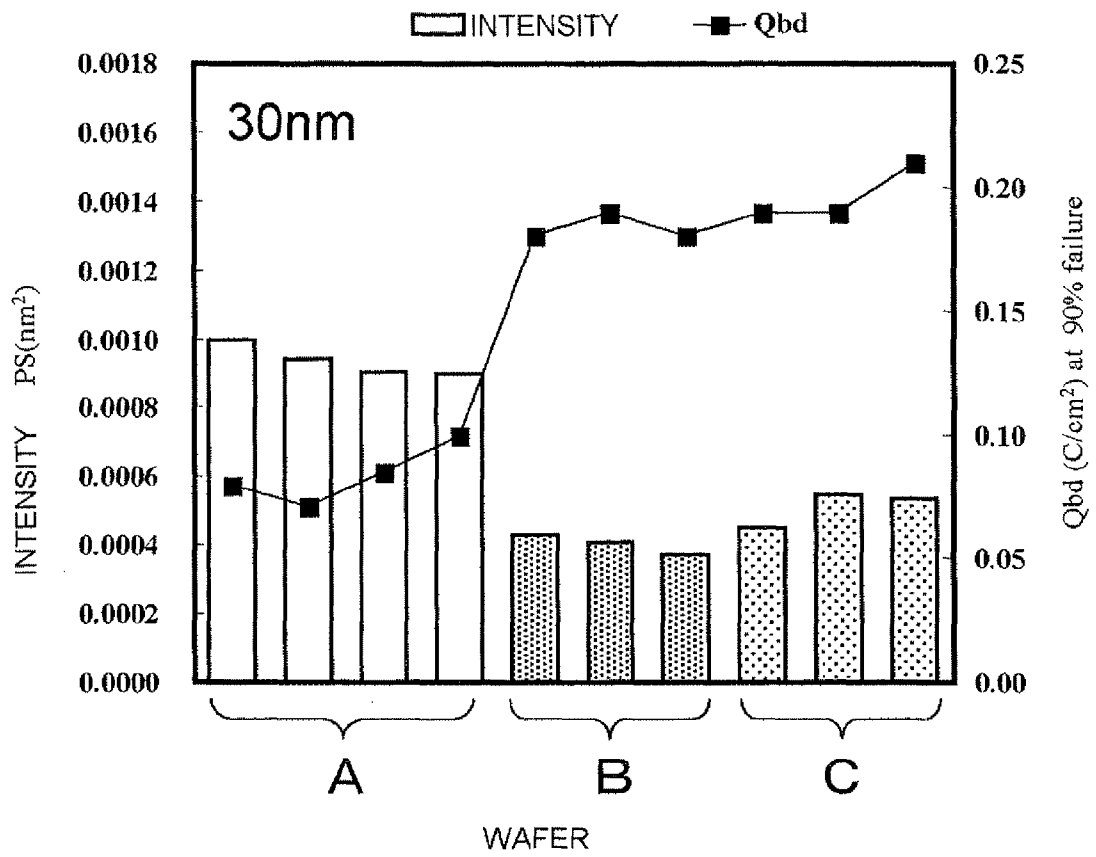 INTENSITY Qbd
30nm
0.0018
0.0016
0.0014
0.0012
0.0010
0.0008
0.0006
0.0004
0.0002
0.0000
INTENSITY PS(nm²)
0.25
0.20
0.15
0.10
0.05
0.00
Qbd (C/cm²) at 90% failure
A B C
WAFER